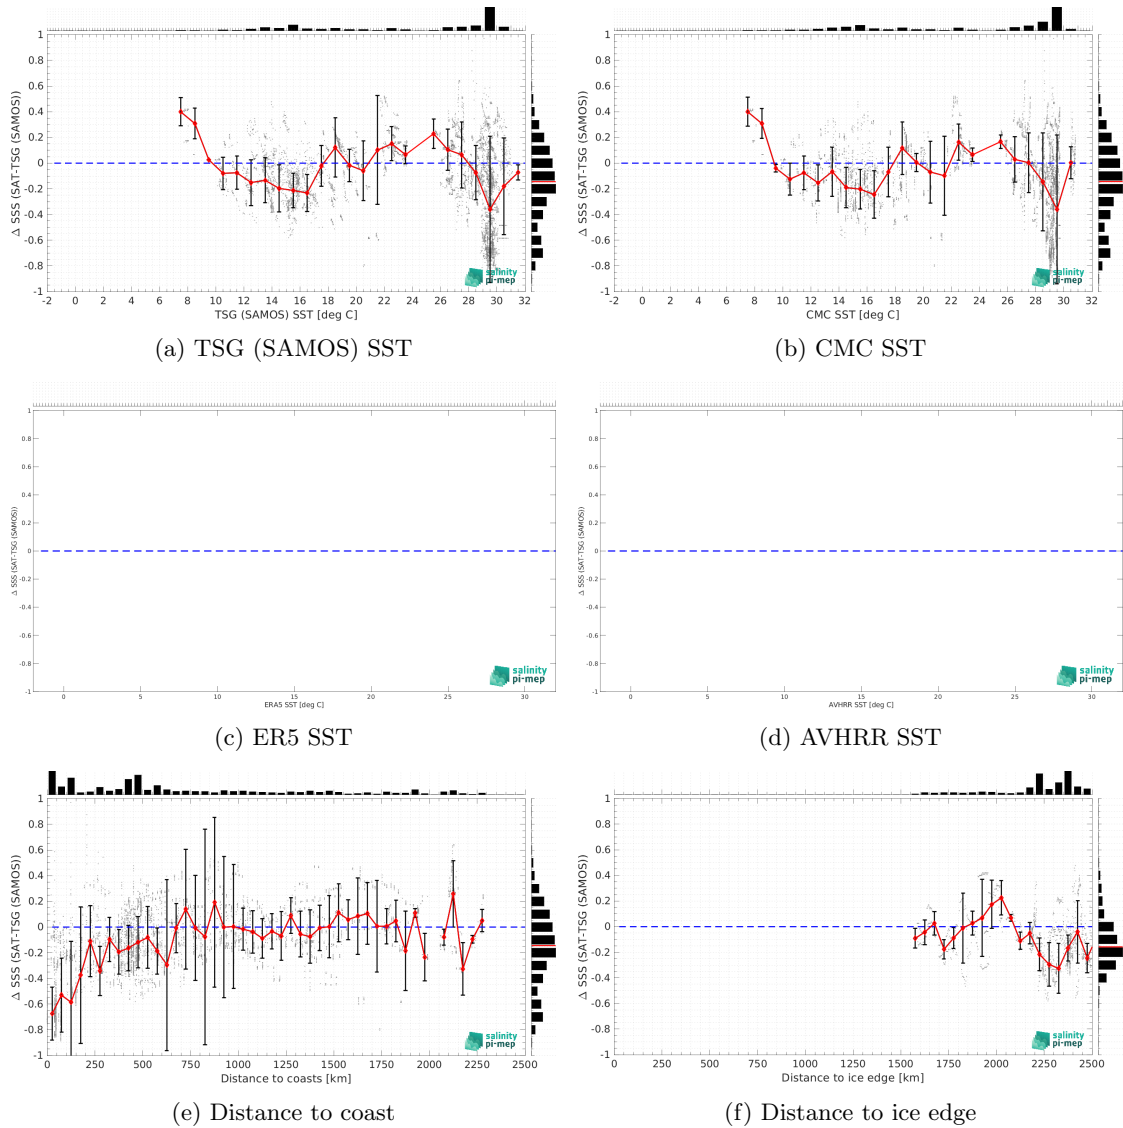 1
0.8
0.6
0.4
0.2
0
-0.2
-0.4
-0.6
-0.8
-1
Δ SSS (SAT-TSG (SAMOS))
-2 0 2 4 6 8 10 12 14 16 18 20 22 24 26 28 30 32
TSG (SAMOS) SST [deg C]
salinity
pi-mep
(a) TSG (SAMOS) SST
1
0.8
0.6
0.4
0.2
0
-0.2
-0.4
-0.6
-0.8
-1
Δ SSS (SAT-TSG (SAMOS))
-2 0 2 4 6 8 10 12 14 16 18 20 22 24 26 28 30 32
CMC SST [deg C]
salinity
pi-mep
(b) CMC SST
1
0.8
0.6
0.4
0.2
0
-0.2
-0.4
-0.6
-0.8
-1
Δ SSS (SAT-TSG (SAMOS))
0 5 10 15 20 25 30
ERA5 SST [deg C]
salinity
pi-mep
(c) ER5 SST
1
0.8
0.6
0.4
0.2
0
-0.2
-0.4
-0.6
-0.8
-1
Δ SSS (SAT-TSG (SAMOS))
0 5 10 15 20 25 30
AVHRR SST [deg C]
salinity
pi-mep
(d) AVHRR SST
1
0.8
0.6
0.4
0.2
0
-0.2
-0.4
-0.6
-0.8
-1
Δ SSS (SAT-TSG (SAMOS))
0 250 500 750 1000 1250 1500 1750 2000 2250 2500
Distance to coasts [km]
salinity
pi-mep
(e) Distance to coast
1
0.8
0.6
0.4
0.2
0
-0.2
-0.4
-0.6
-0.8
-1
Δ SSS (SAT-TSG (SAMOS))
0 250 500 750 1000 1250 1500 1750 2000 2250 2500
Distance to ice edge [km]
salinity
pi-mep
(f) Distance to ice edge